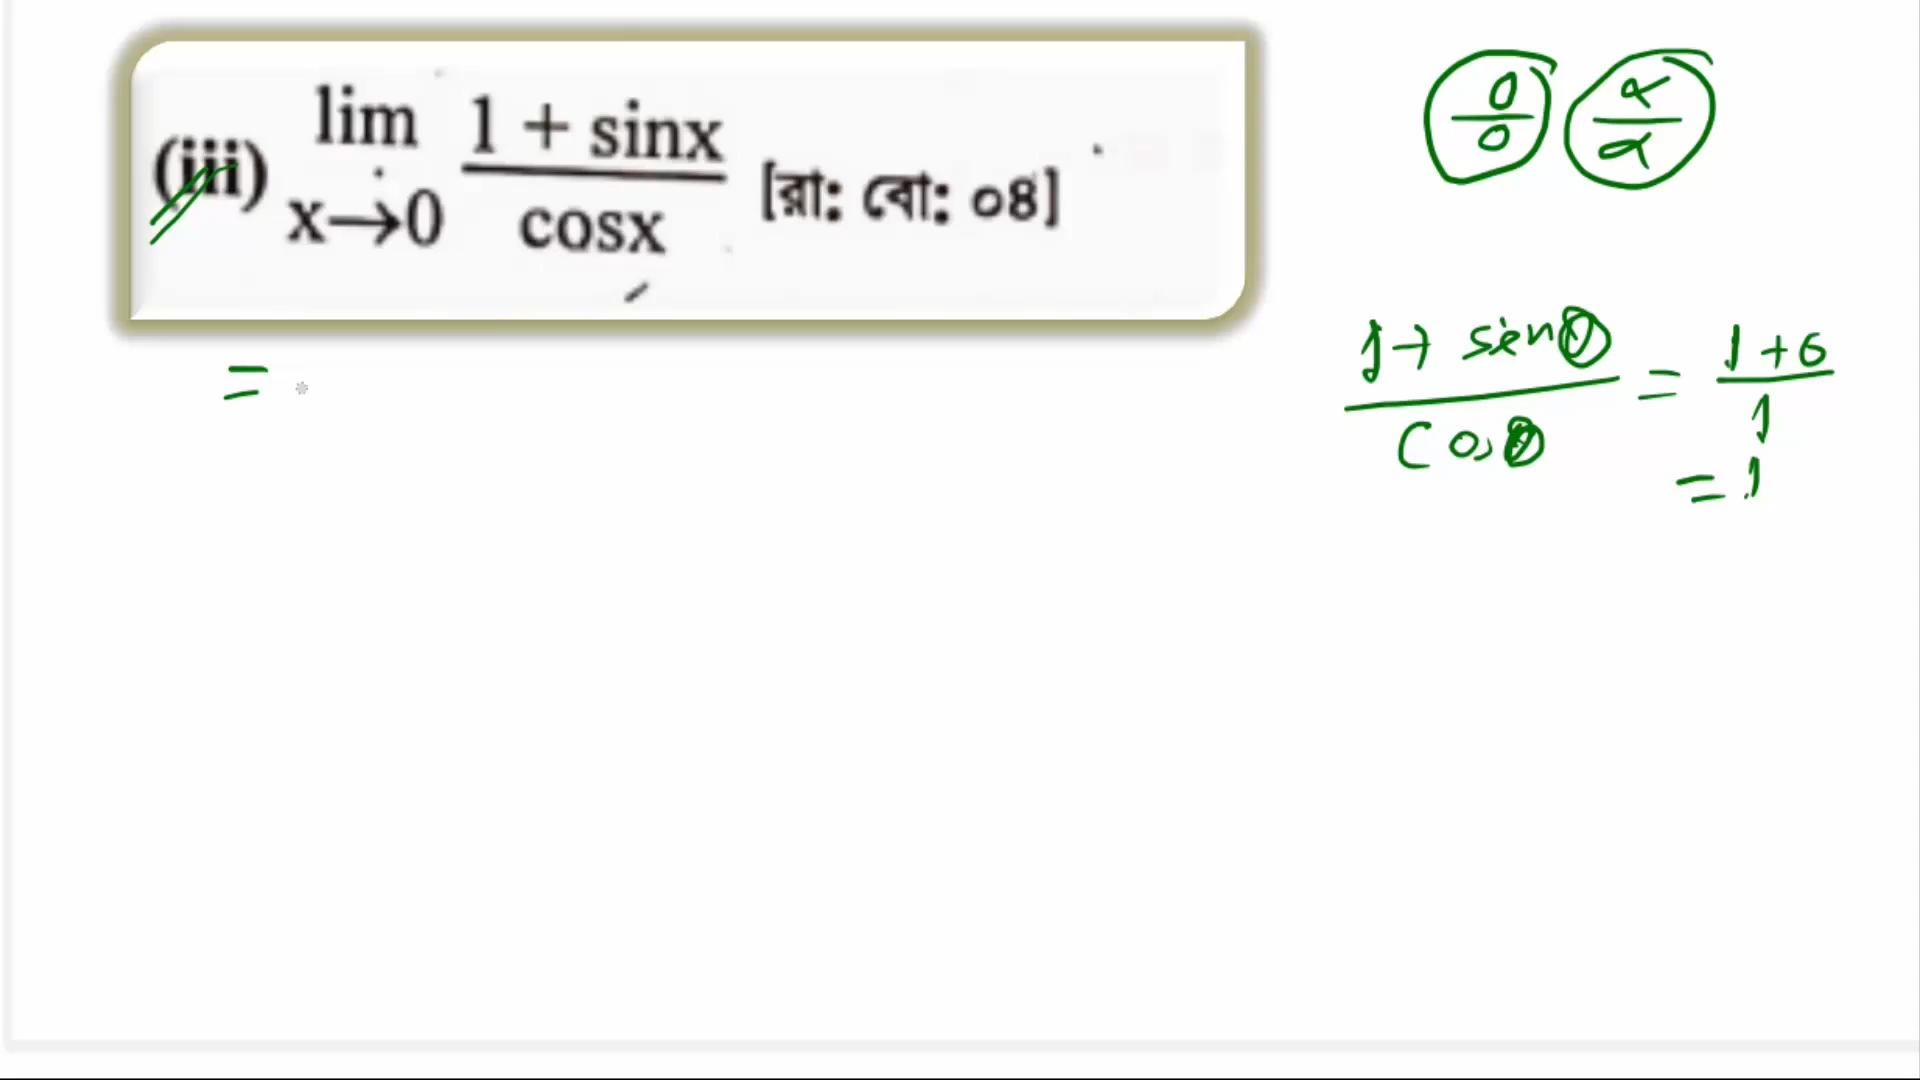 (iii) lim x→0 1 + sinx / cosx [রা: বো: ০৪]
0/0 α/α
=
1 + sin0 / cos0 = 1 + 0 / 1
= 1